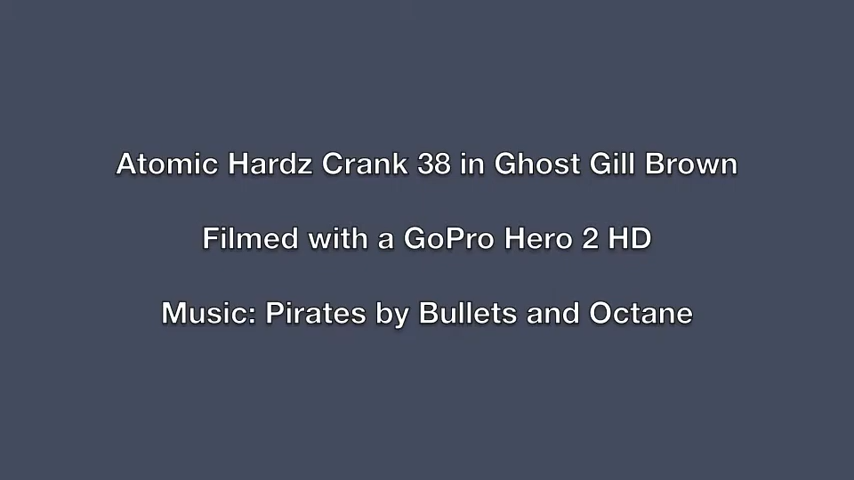 Atomic Hardz Crank 38 in Ghost Gill Brown
Filmed with a GoPro Hero 2 HD
Music: Pirates by Bullets and Octane